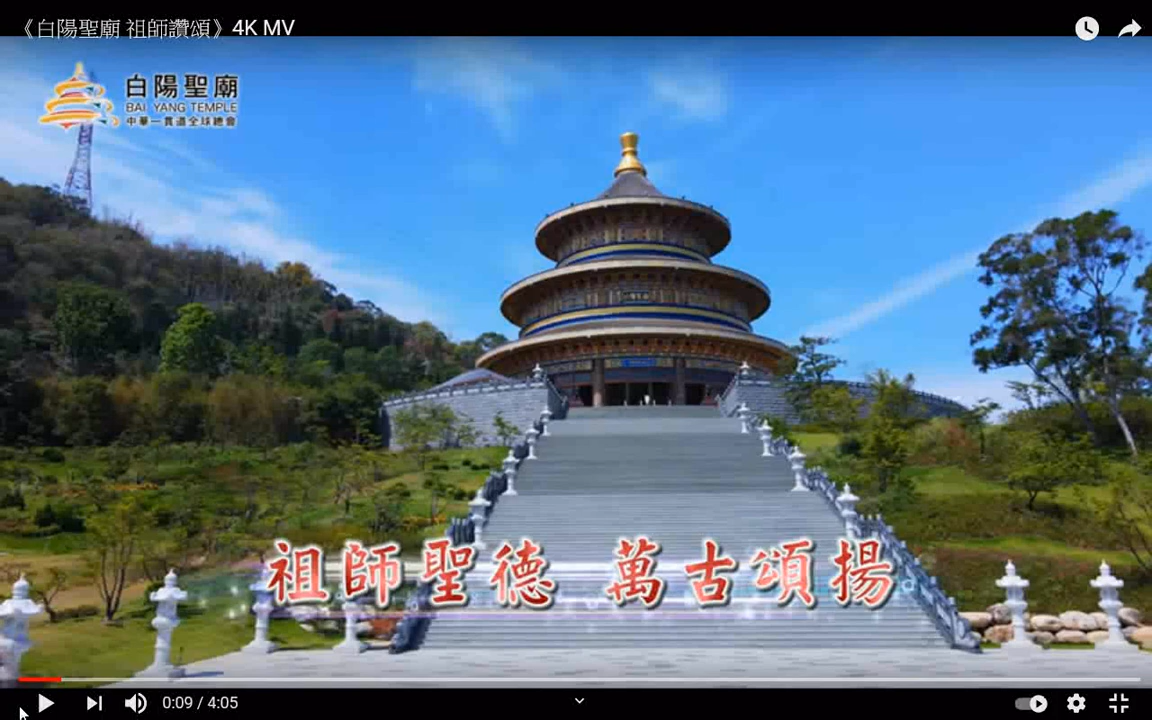 《白陽聖廟 祖師讚頌》4K MV
白陽聖廟
BAI YANG TEMPLE
中華一貫道全球總會
祖師聖德 萬古頌揚
0:09 / 4:05